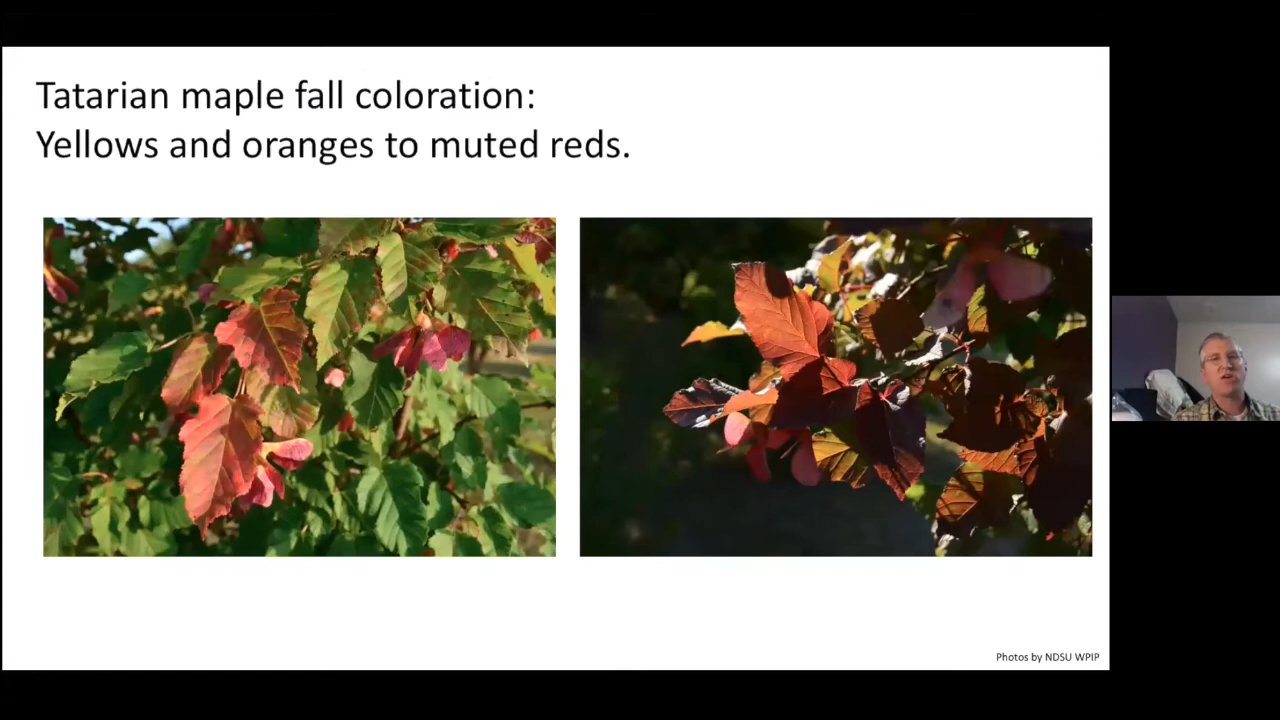 Tatarian maple fall coloration:
Yellows and oranges to muted reds.
Photos by NDSU WPIP